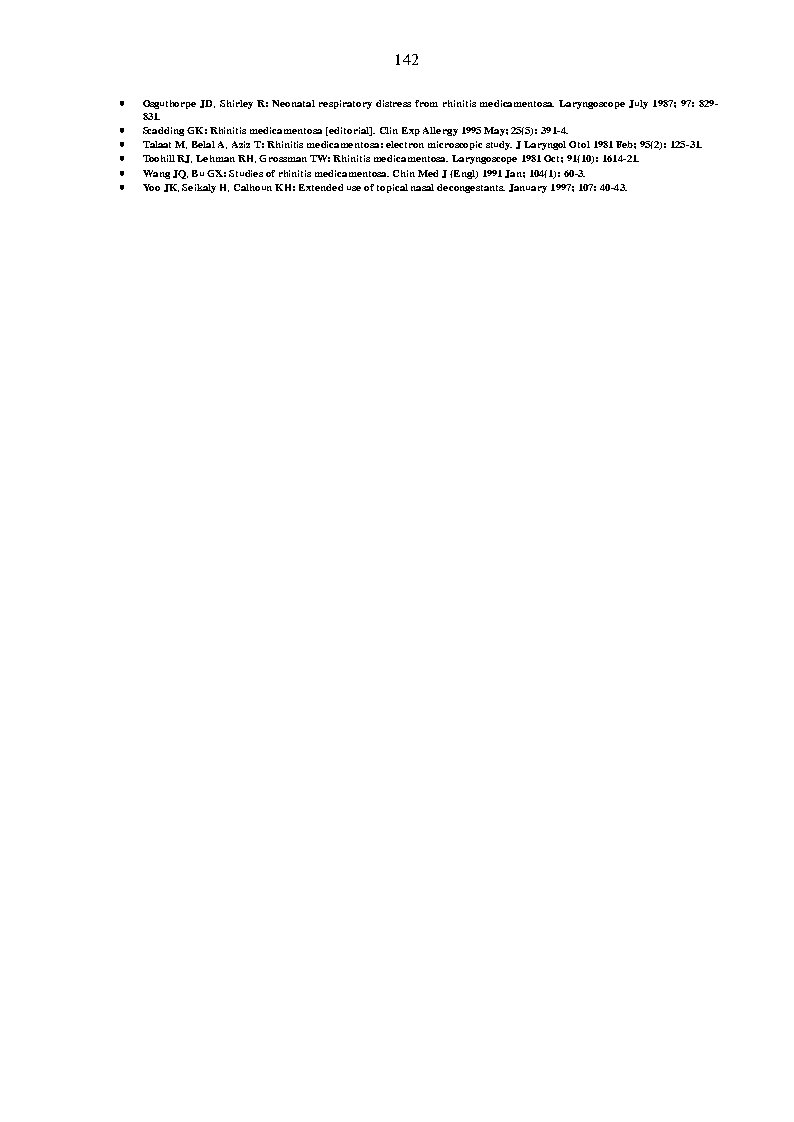 142
• Osguthorpe JD, Shirley R: Neonatal respiratory distress from rhinitis medicamentosa. Laryngoscope July 1987; 97: 829-
831.
• Scadding GK: Rhinitis medicamentosa [editorial]. Clin Exp Allergy 1995 May; 25(5): 391-4.
• Talaat M, Belal A, Aziz T: Rhinitis medicamentosa: electron microscopic study. J Laryngol Otol 1981 Feb; 95(2): 125-31.
• Toohill RJ, Lehman RH, Grossman TW: Rhinitis medicamentosa. Laryngoscope 1981 Oct; 91(10): 1614-21.
• Wang JQ, Bu GX: Studies of rhinitis medicamentosa. Chin Med J (Engl) 1991 Jan; 104(1): 60-3.
• Yoo JK, Seikaly H, Calhoun KH: Extended use of topical nasal decongestants. January 1997; 107: 40-43.